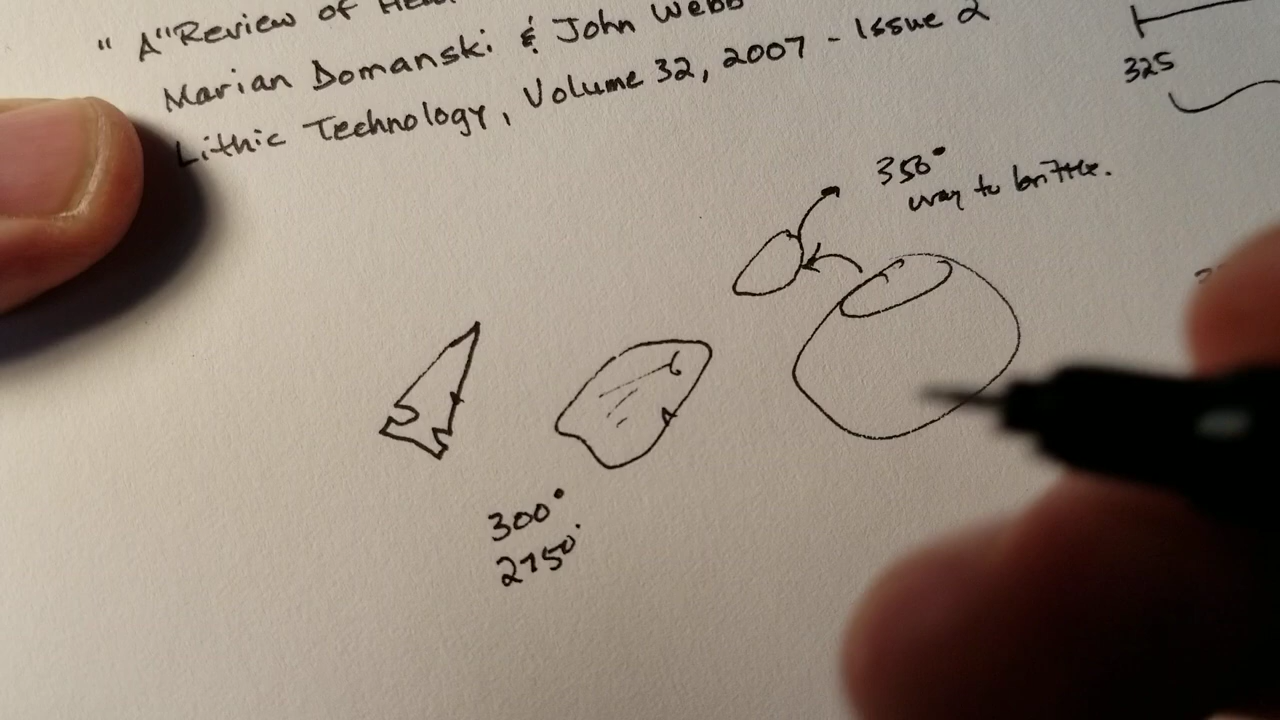 " A" Review of
Marian Domanski & John Webb
Lithic Technology, Volume 32, 2007 - Issue 2
325
350°
way to brittle.
300°
2750°